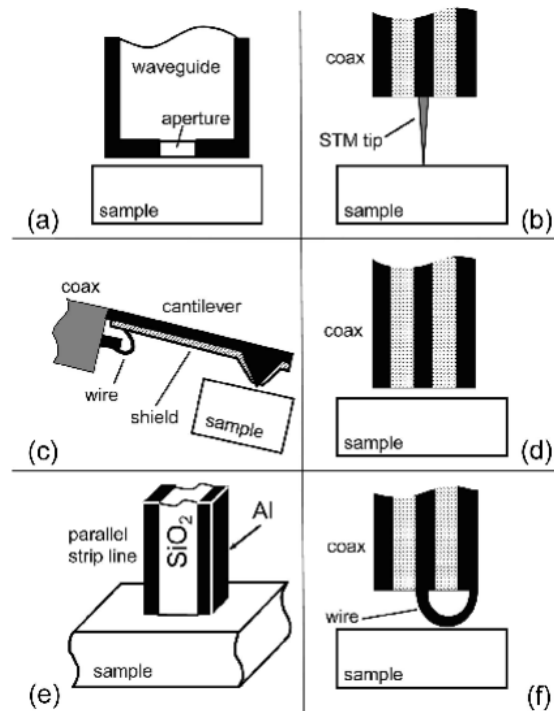 waveguide
aperture
sample
(a)
coax
STM tip
sample
(b)
coax
cantilever
wire
shield
sample
(c)
coax
sample
(d)
parallel
strip line
SiO2
Al
sample
(e)
coax
wire
sample
(f)